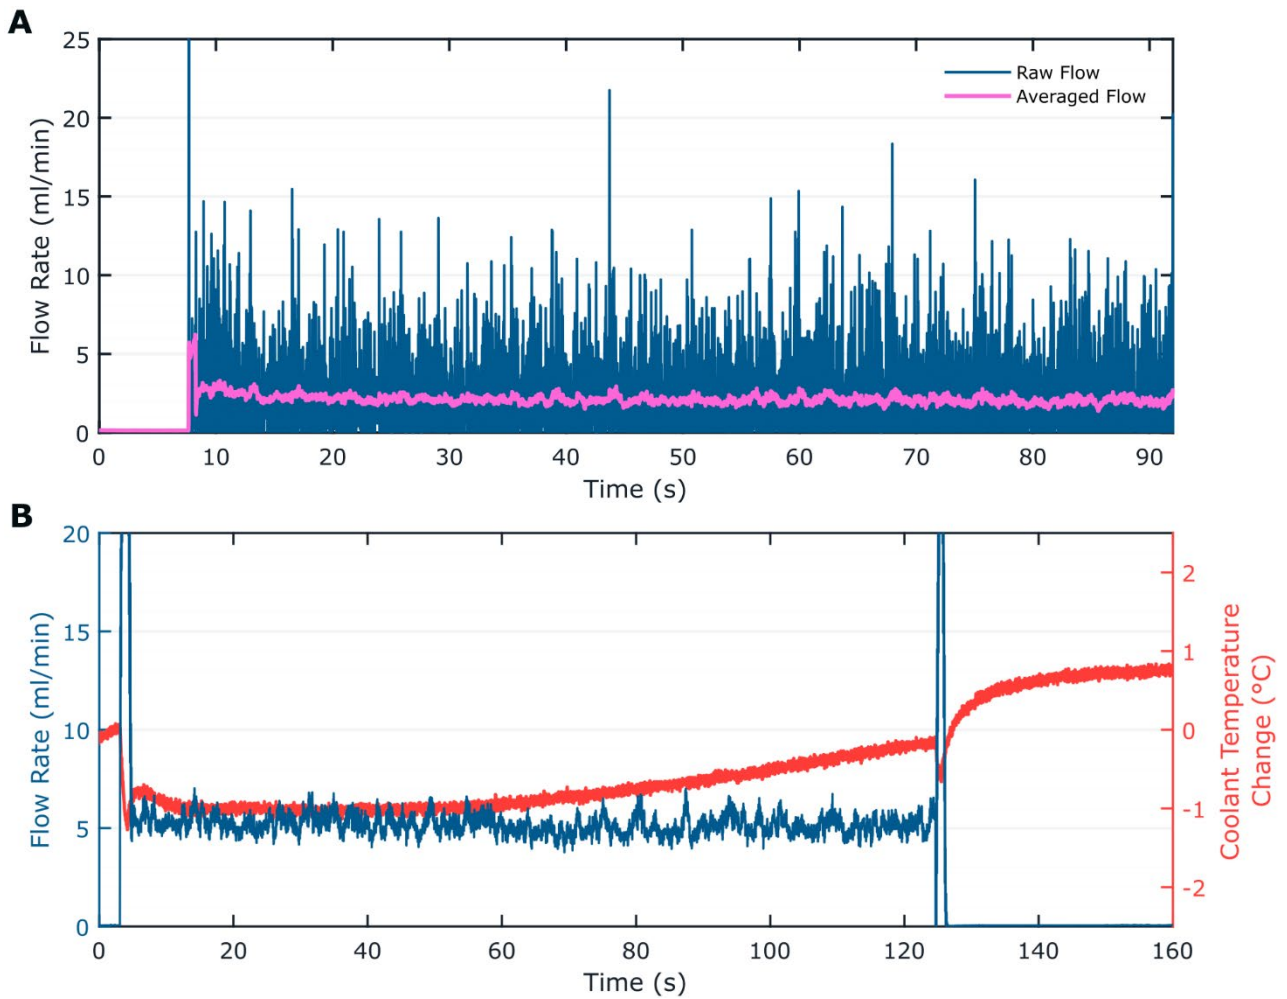 A
25
20
15
10
5
0
Flow Rate (ml/min)
Raw Flow
Averaged Flow
0 10 20 30 40 50 60 70 80 90
Time (s)
B
20
15
10
5
0
Flow Rate (ml/min)
2
1
0
-1
-2
Coolant Temperature
Change (°C)
0 20 40 60 80 100 120 140 160
Time (s)